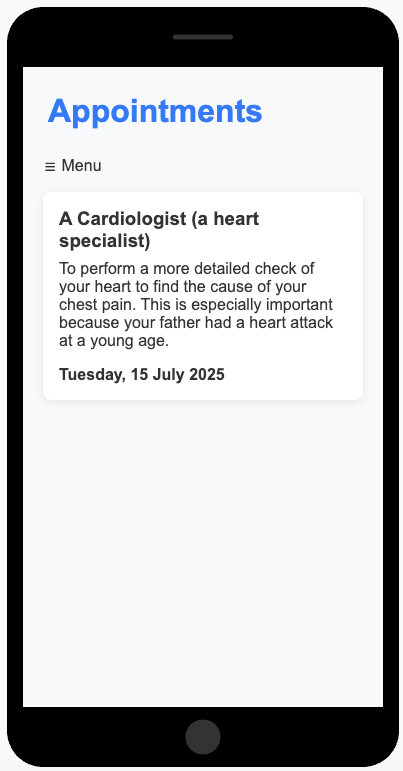 Appointments
≡ Menu
A Cardiologist (a heart
specialist)
To perform a more detailed check of
your heart to find the cause of your
chest pain. This is especially important
because your father had a heart attack
at a young age.
Tuesday, 15 July 2025